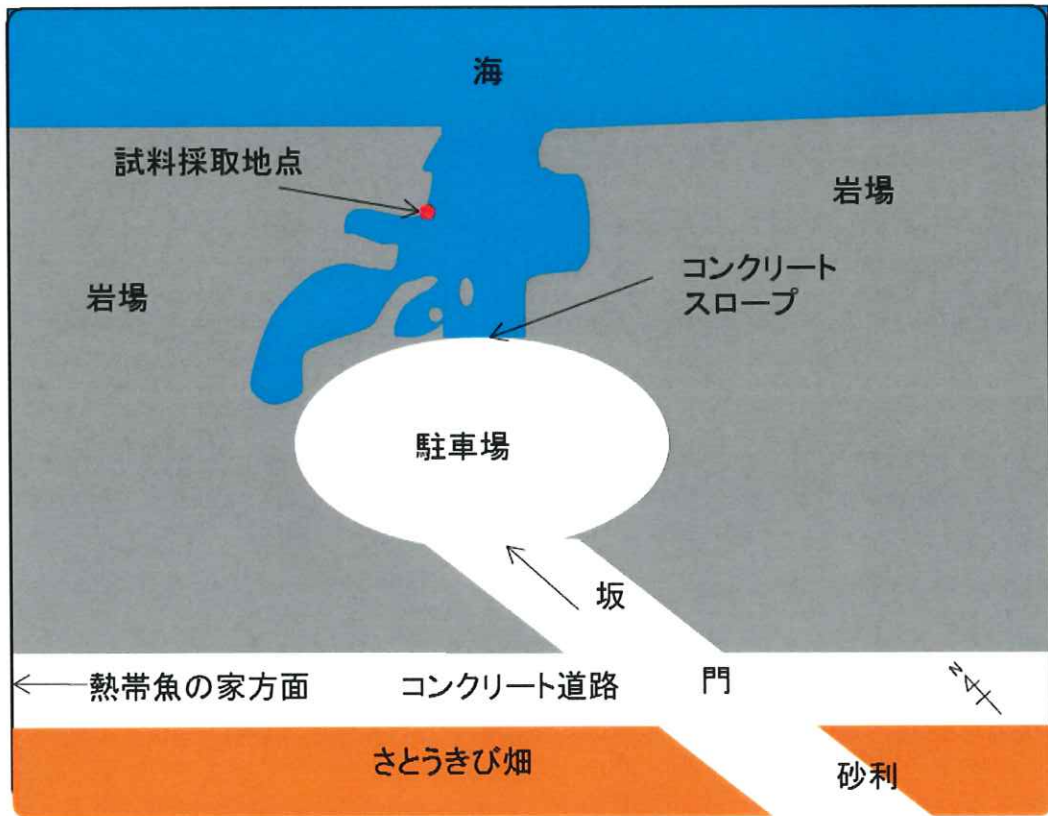 海
試料採取地点
岩場
岩場
コンクリート
スロープ
駐車場
坂
熱帯魚の家方面
コンクリート道路
門
N
さとうきび畑
砂利